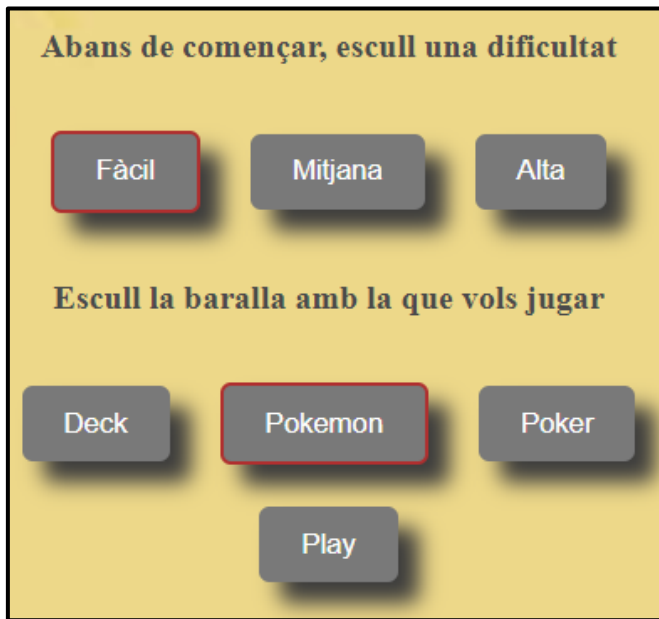 Abans de començar, escull una dificultat
Fàcil Mitjana Alta
Escull la baralla amb la que vols jugar
Deck Pokemon Poker
Play